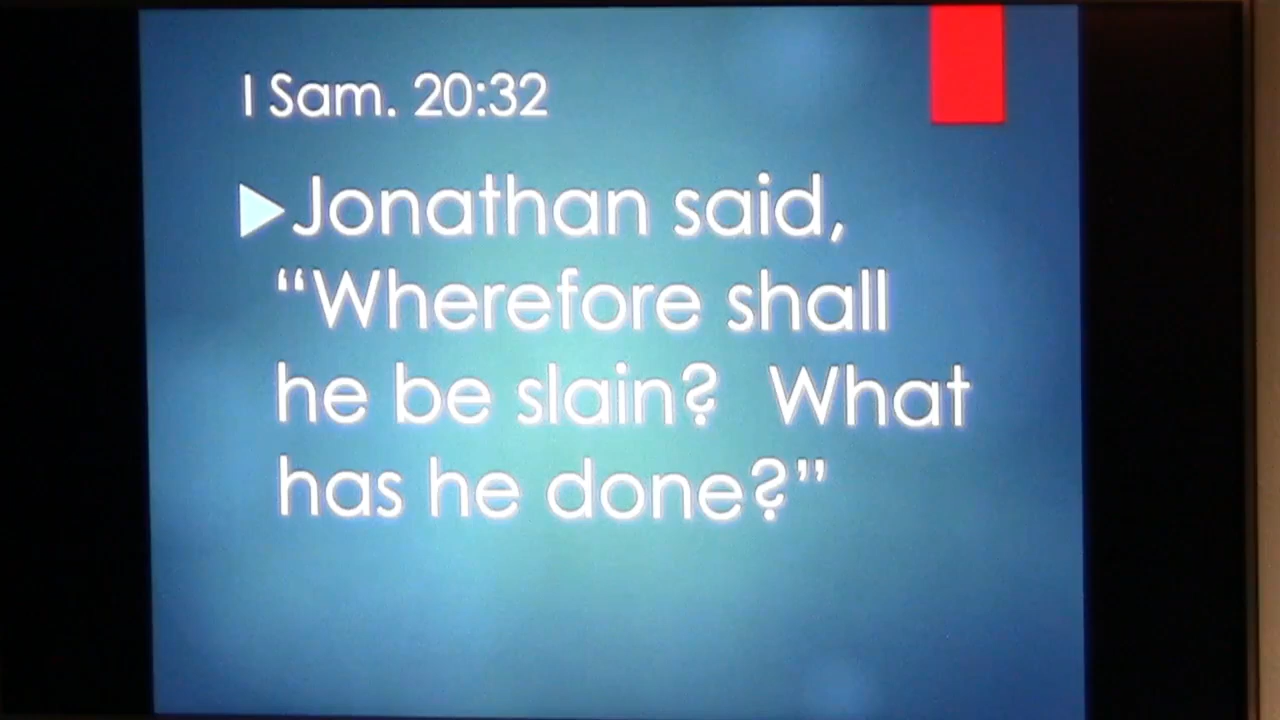 I Sam. 20:32
Jonathan said,
“Wherefore shall
he be slain?  What
has he done?”